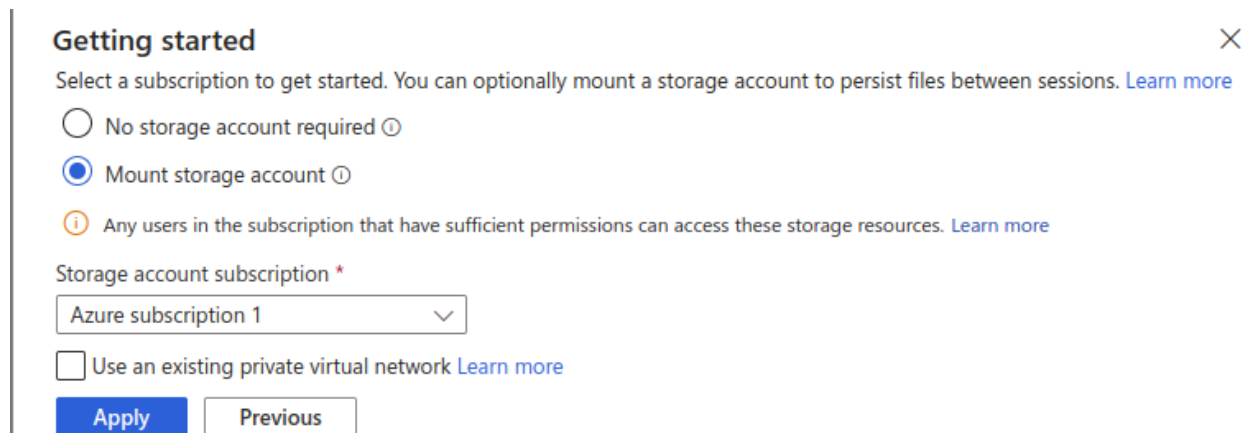 Getting started
Select a subscription to get started. You can optionally mount a storage account to persist files between sessions. Learn more
No storage account required
Mount storage account
Any users in the subscription that have sufficient permissions can access these storage resources. Learn more
Storage account subscription *
Azure subscription 1
Use an existing private virtual network Learn more
Apply Previous